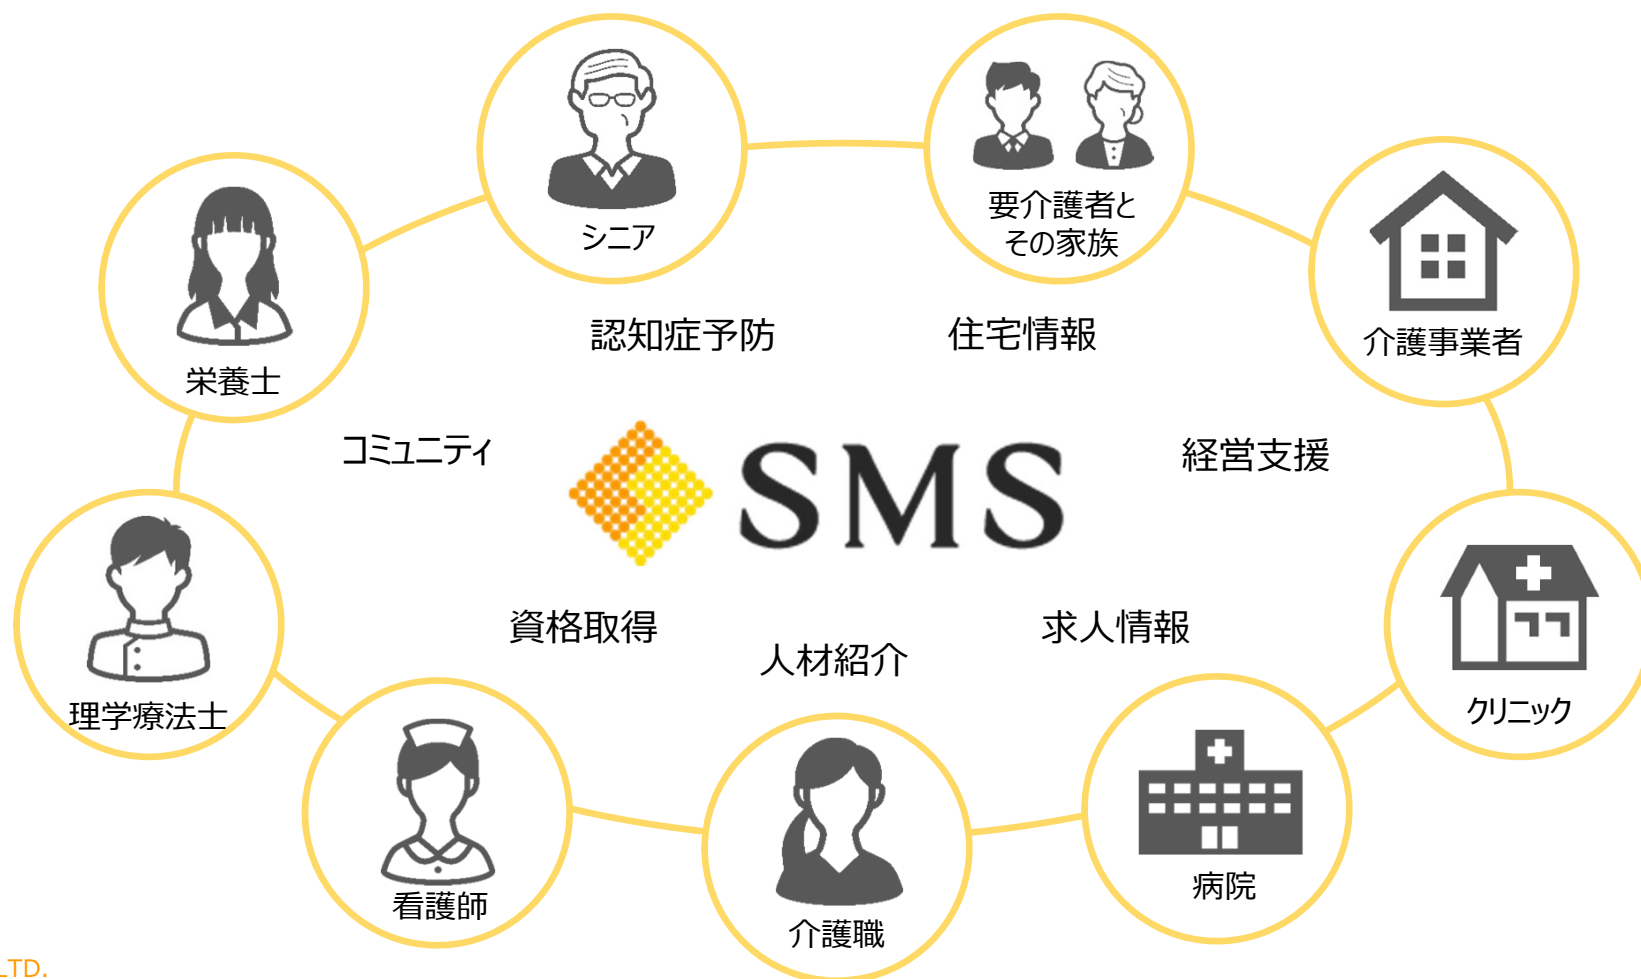 シニア
要介護者と
その家族
栄養士
介護事業者
認知症予防
住宅情報
コミュニティ
SMS
経営支援
資格取得
人材紹介
求人情報
理学療法士
クリニック
看護師
介護職
病院
LTD.